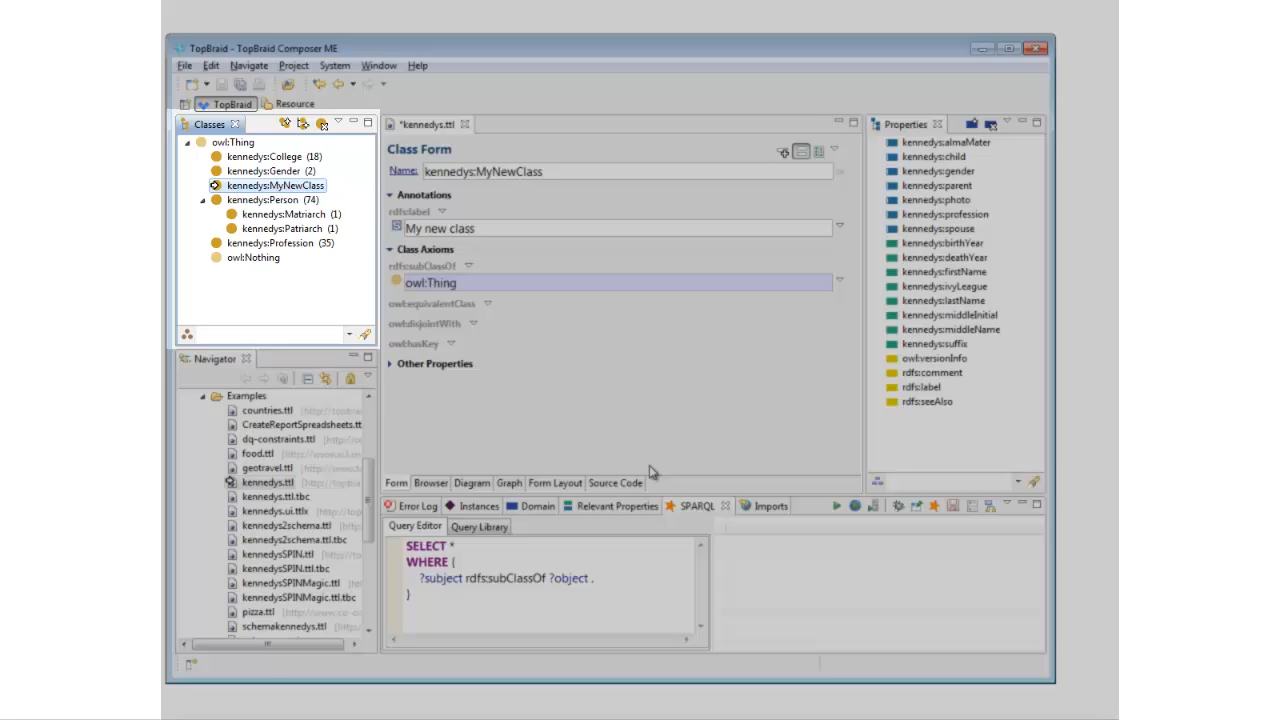 TopBraid - TopBraid Composer ME
File Edit Navigate Project System Window Help
TopBraid Resource
Classes
owl:Thing
kennedys:College (18)
kennedys:Gender (2)
kennedys:MyNewClass
kennedys:Person (74)
kennedys:Matriarch (1)
kennedys:Patriarch (1)
kennedys:Profession (35)
owl:Nothing
Navigator
Examples
countries.ttl
CreateReportSpreadsheets.tt
dq-constraints.ttl
food.ttl
geotravel.ttl
kennedys.ttl
kennedys.ttl.tbc
kennedys.ui.ttlx
kennedys2schema.ttl
kennedys2schema.ttl.tbc
kennedysSPIN.ttl
kennedysSPIN.ttl.tbc
kennedysSPINMagic.ttl
kennedysSPINMagic.ttl.tbc
pizza.ttl
schemakennedys.ttl
*kennedys.ttl
Class Form
Name: kennedys:MyNewClass
Annotations
rdfs:label
My new class
Class Axioms
rdfs:subClassOf
owl:Thing
owl:equivalentClass
owl:disjointWith
owl:hasKey
Other Properties
Form Browser Diagram Graph Form Layout Source Code
Error Log Instances Domain Relevant Properties SPARQL Imports
Query Editor Query Library
SELECT *
WHERE {
?subject rdfs:subClassOf ?object .
}
Properties
kennedys:almaMater
kennedys:child
kennedys:gender
kennedys:parent
kennedys:photo
kennedys:profession
kennedys:spouse
kennedys:birthYear
kennedys:deathYear
kennedys:firstName
kennedys:ivyLeague
kennedys:lastName
kennedys:middleInitial
kennedys:middleName
kennedys:suffix
owl:versionInfo
rdfs:comment
rdfs:label
rdfs:seeAlso